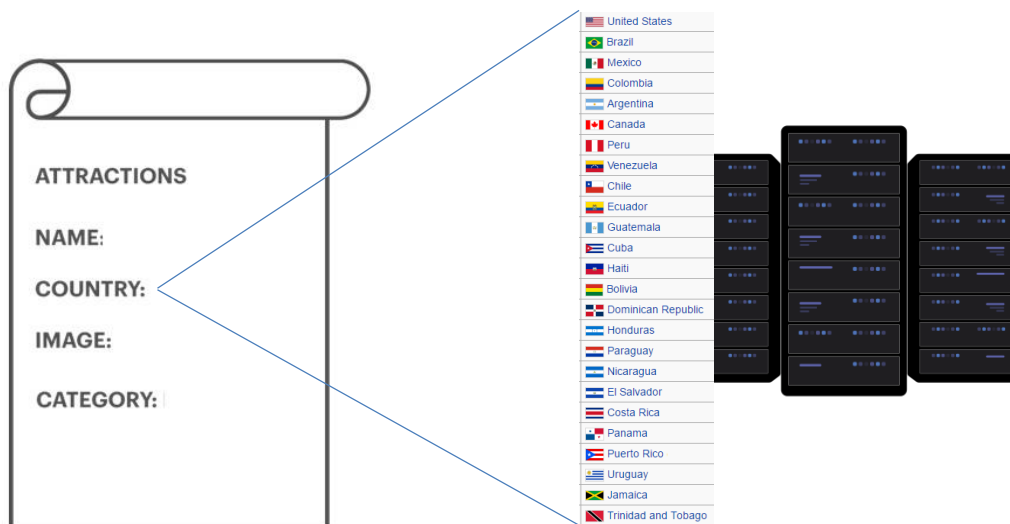 ATTRACTIONS
NAME:
COUNTRY:
IMAGE:
CATEGORY:
United States
Brazil
Mexico
Colombia
Argentina
Canada
Peru
Venezuela
Chile
Ecuador
Guatemala
Cuba
Haiti
Bolivia
Dominican Republic
Honduras
Paraguay
Nicaragua
El Salvador
Costa Rica
Panama
Puerto Rico
Uruguay
Jamaica
Trinidad and Tobago